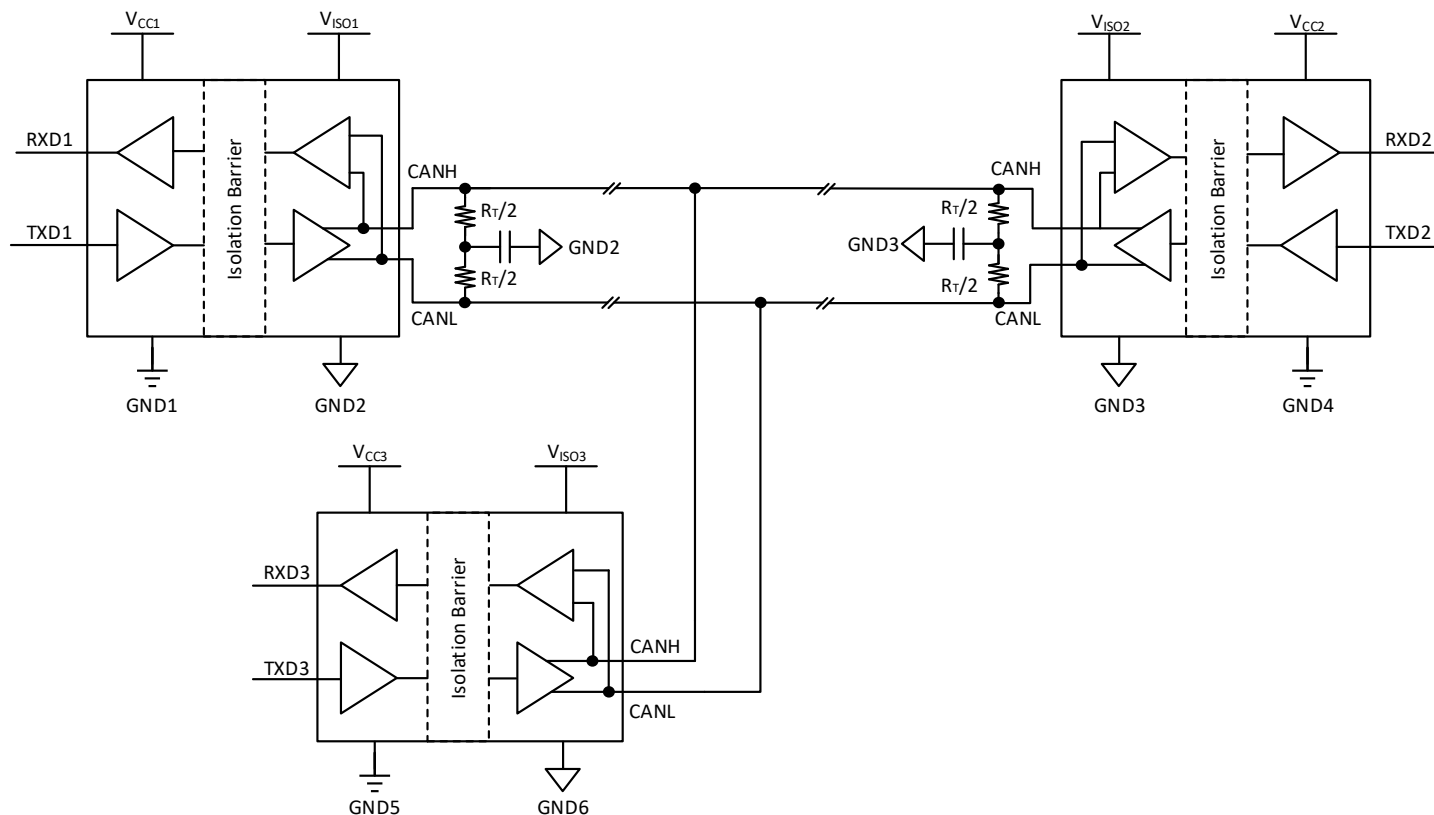 VCC1
VISO1
VISO2
VCC2
RXD1
TXD1
Isolation Barrier
CANH
CANL
RT/2
RT/2
GND2
GND1
GND2
CANH
CANL
RT/2
RT/2
GND3
Isolation Barrier
RXD2
TXD2
GND3
GND4
VCC3
VISO3
RXD3
TXD3
Isolation Barrier
CANH
CANL
GND5
GND6